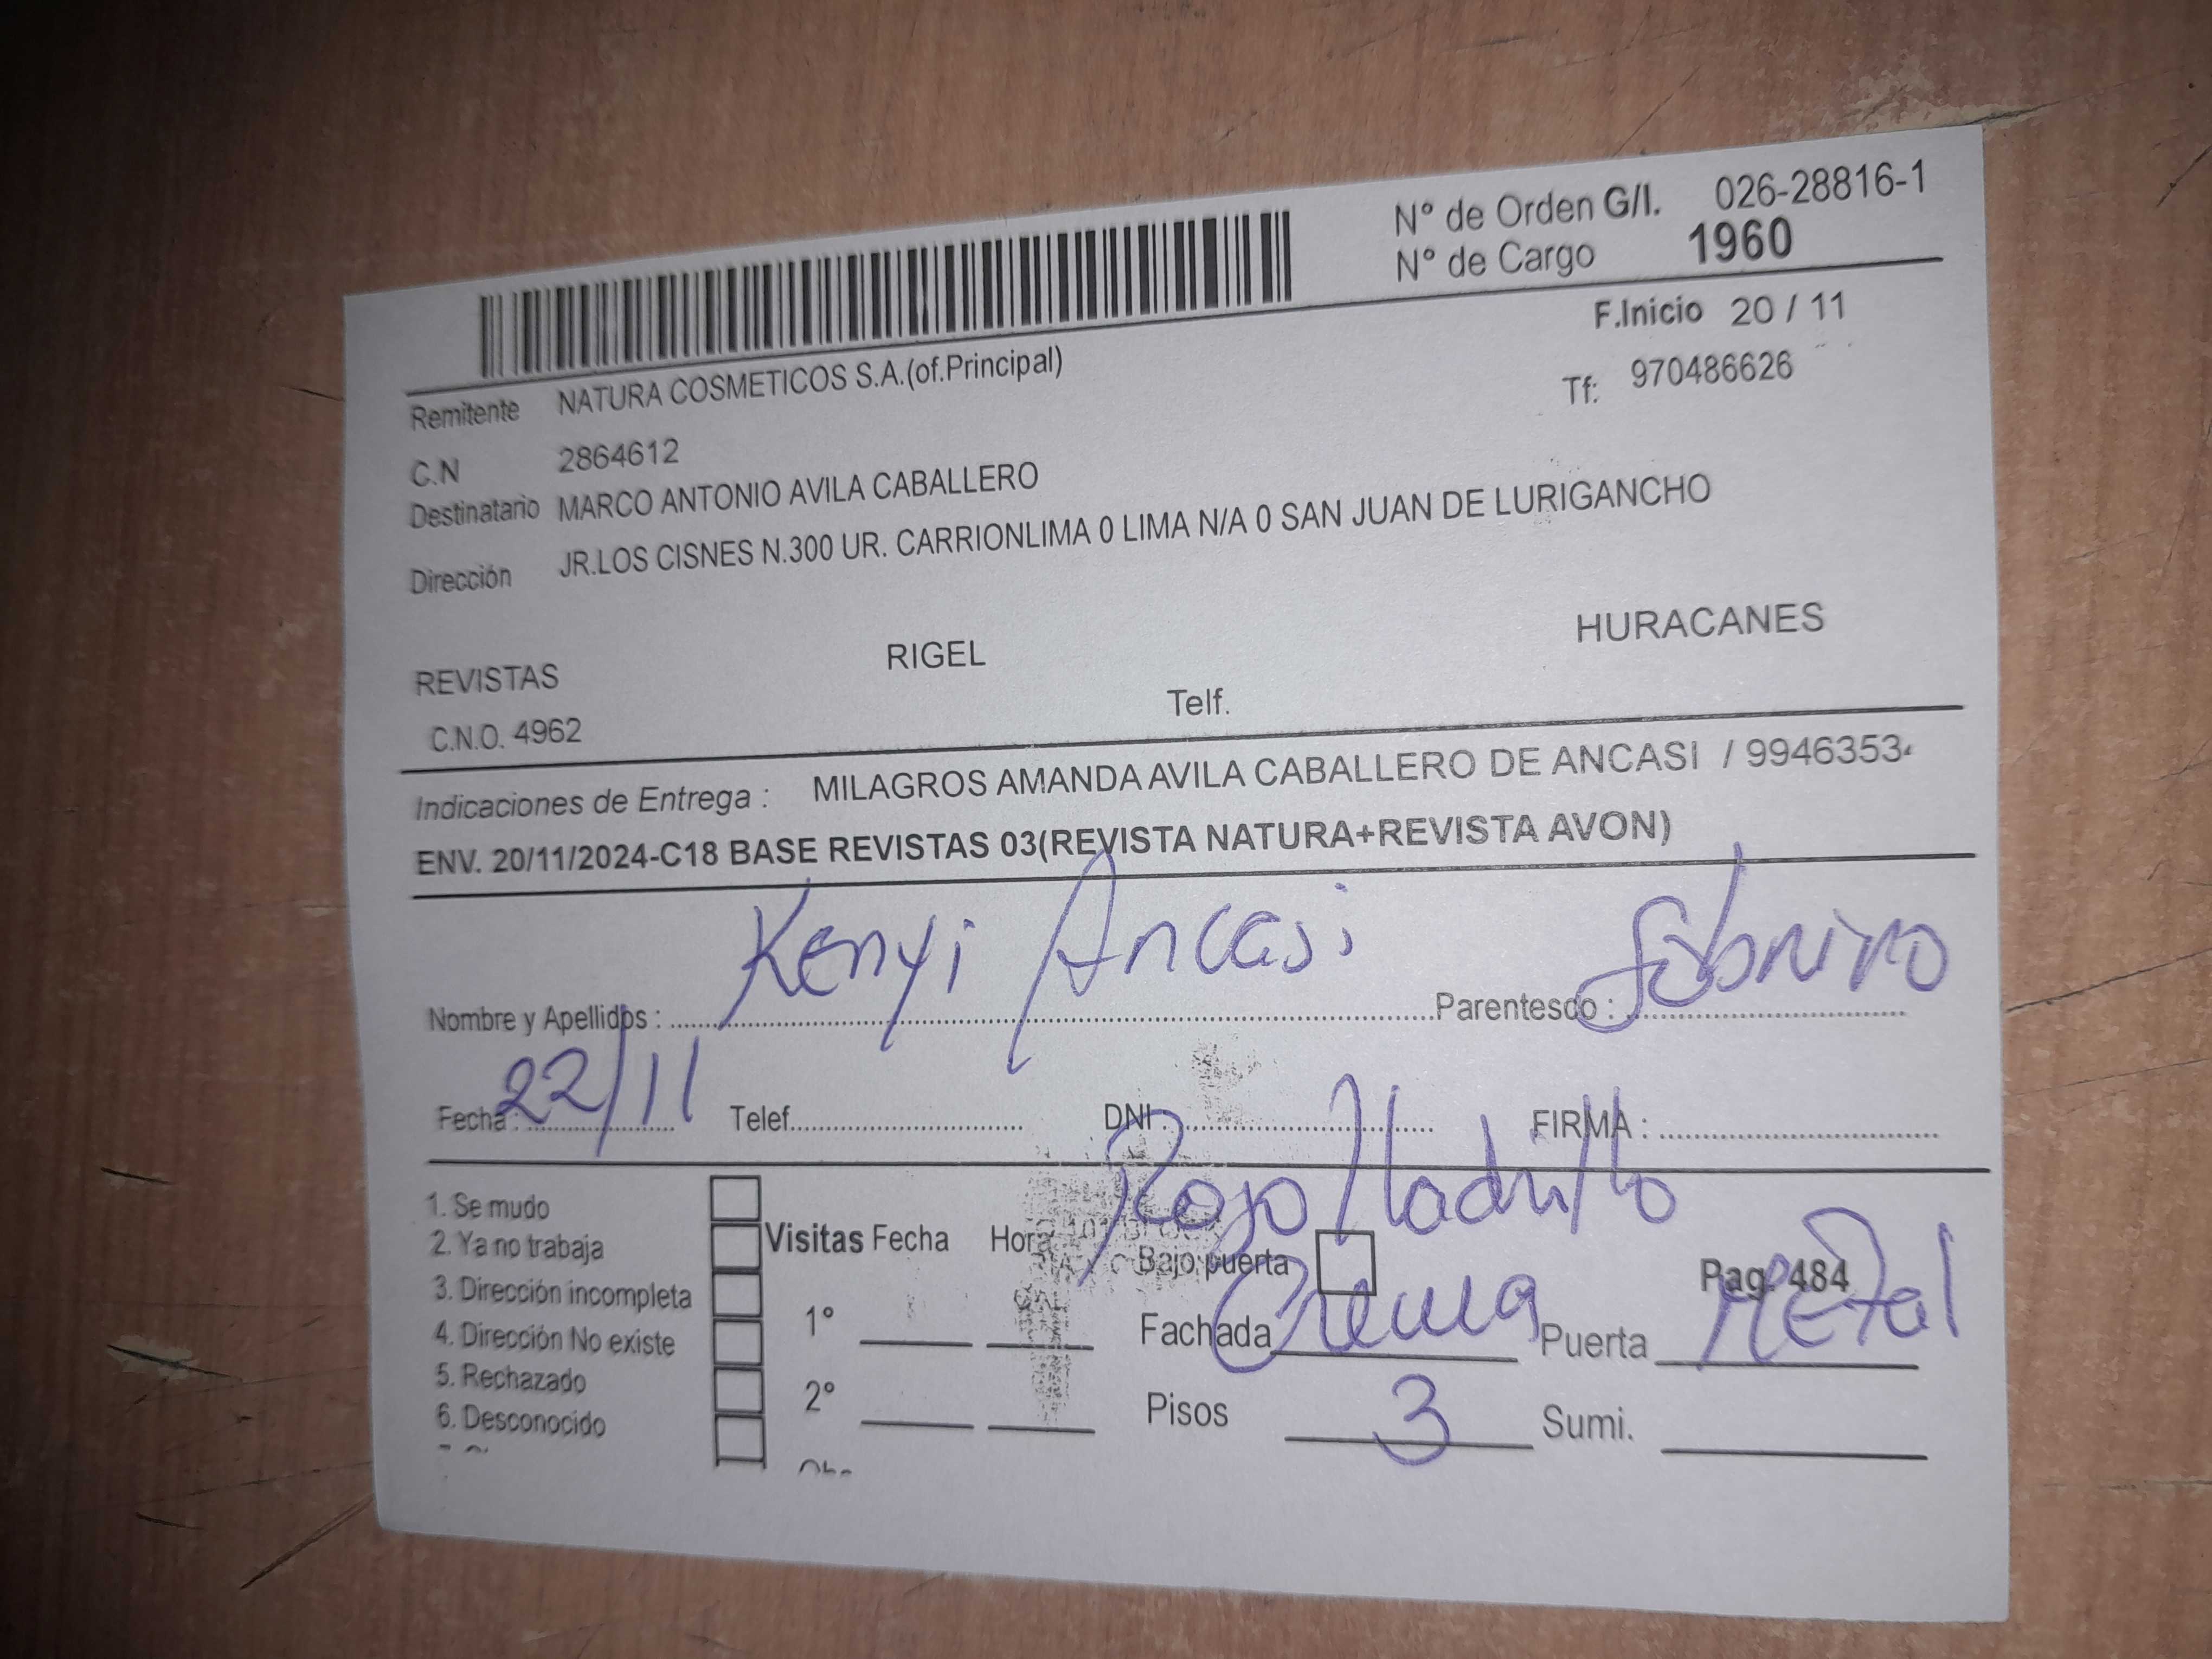 Nº de Orden G/I. 026-28816-1
Nº de Cargo 1960
F.Inicio 20 / 11
Remitente NATURA COSMETICOS S.A.(of.Principal)
Tf: 970486626
C.N 2864612
Destinatario MARCO ANTONIO AVILA CABALLERO
Dirección JR.LOS CISNES N.300 UR. CARRIONLIMA 0 LIMA N/A 0 SAN JUAN DE LURIGANCHO
REVISTAS RIGEL HURACANES
C.N.O. 4962 Telf.
Indicaciones de Entrega : MILAGROS AMANDA AVILA CABALLERO DE ANCASI / 9946353
ENV. 20/11/2024-C18 BASE REVISTAS 03(REVISTA NATURA+REVISTA AVON)
Nombre y Apellidos : Kenyi Ancasi Parentesco : Sobrino
Fecha : 22/11 Telef. DNI : FIRMA :
Rojo Ladrillo
1. Se mudo
2. Ya no trabaja
3. Dirección incompleta
4. Dirección No existe
5. Rechazado
6. Desconocido
Visitas Fecha Hora Bajo puerta Pag. 484
1º Fachada Crema Puerta Metal
2º Pisos 3 Sumi.